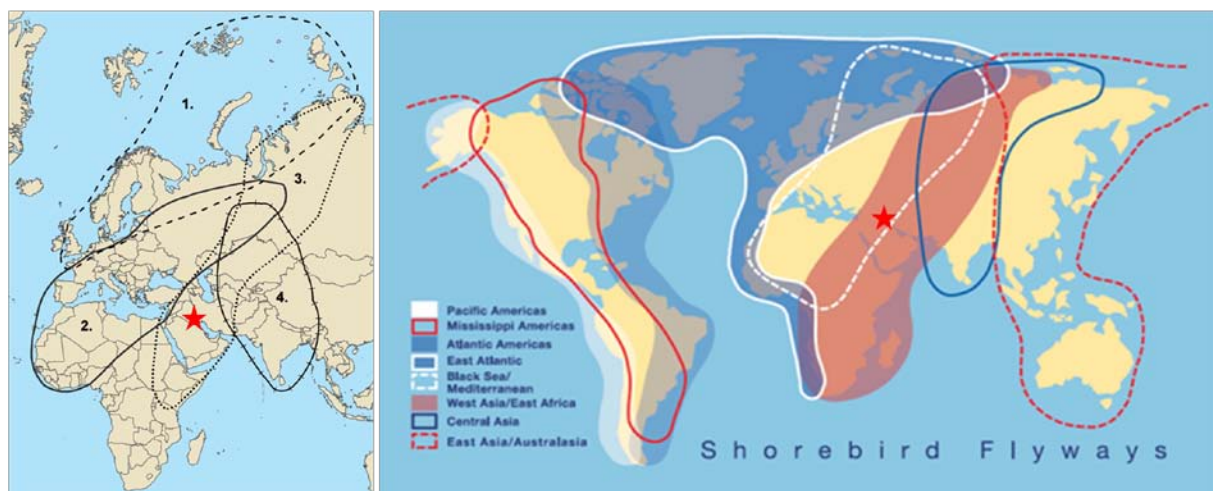 1.
2.
3.
4.
Pacific Americas
Mississippi Americas
Atlantic Americas
East Atlantic
Black Sea/
Mediterranean
West Asia/East Africa
Central Asia
East Asia/Australasia
Shorebird Flyways